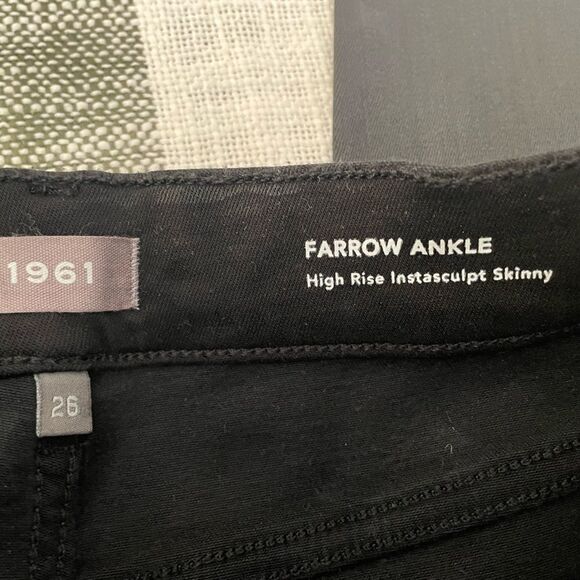 1961
FARROW ANKLE
High Rise Instasculpt Skinny
26